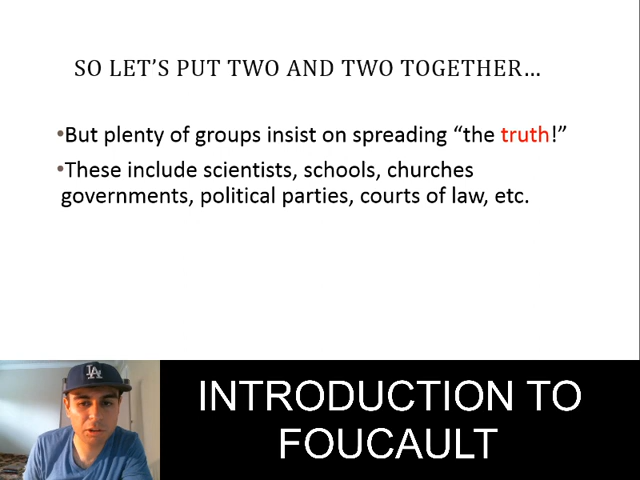 SO LET’S PUT TWO AND TWO TOGETHER…
•But plenty of groups insist on spreading “the truth!”
•These include scientists, schools, churches
governments, political parties, courts of law, etc.
LA
INTRODUCTION TO
FOUCAULT